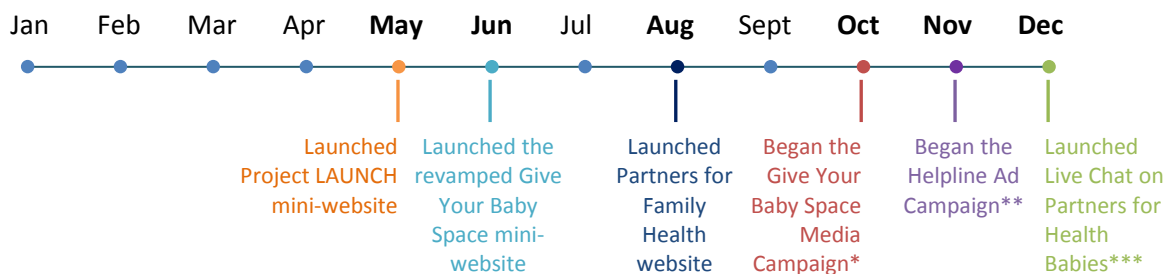 Jan Feb Mar Apr May Jun Jul Aug Sept Oct Nov Dec
Launched
Project LAUNCH
mini-website
Launched the
revamped Give
Your Baby
Space mini-
website
Launched
Partners for
Family
Health
website
Began the
Give Your
Baby Space
Media
Campaign*
Began the
Helpline Ad
Campaign**
Launched
Live Chat on
Partners for
Health
Babies***